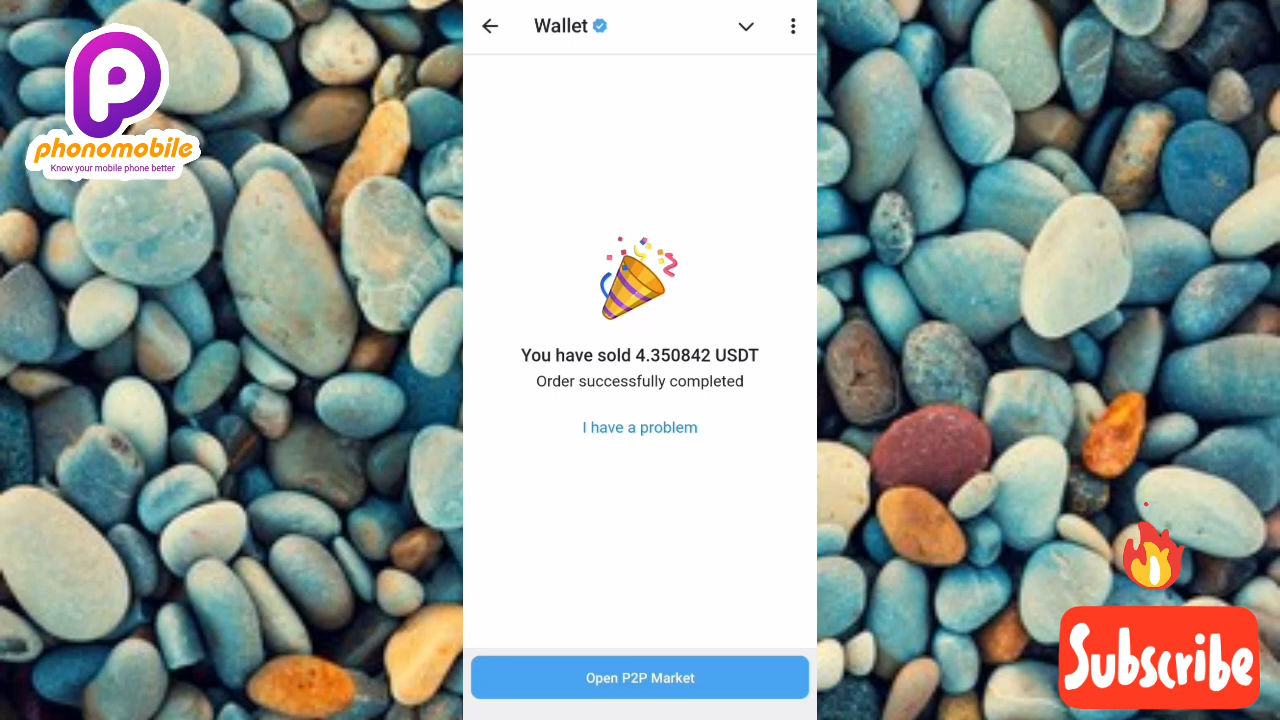 phonomobile
Know your mobile phone better
Wallet
You have sold 4.350842 USDT
Order successfully completed
I have a problem
Open P2P Market
Subscribe